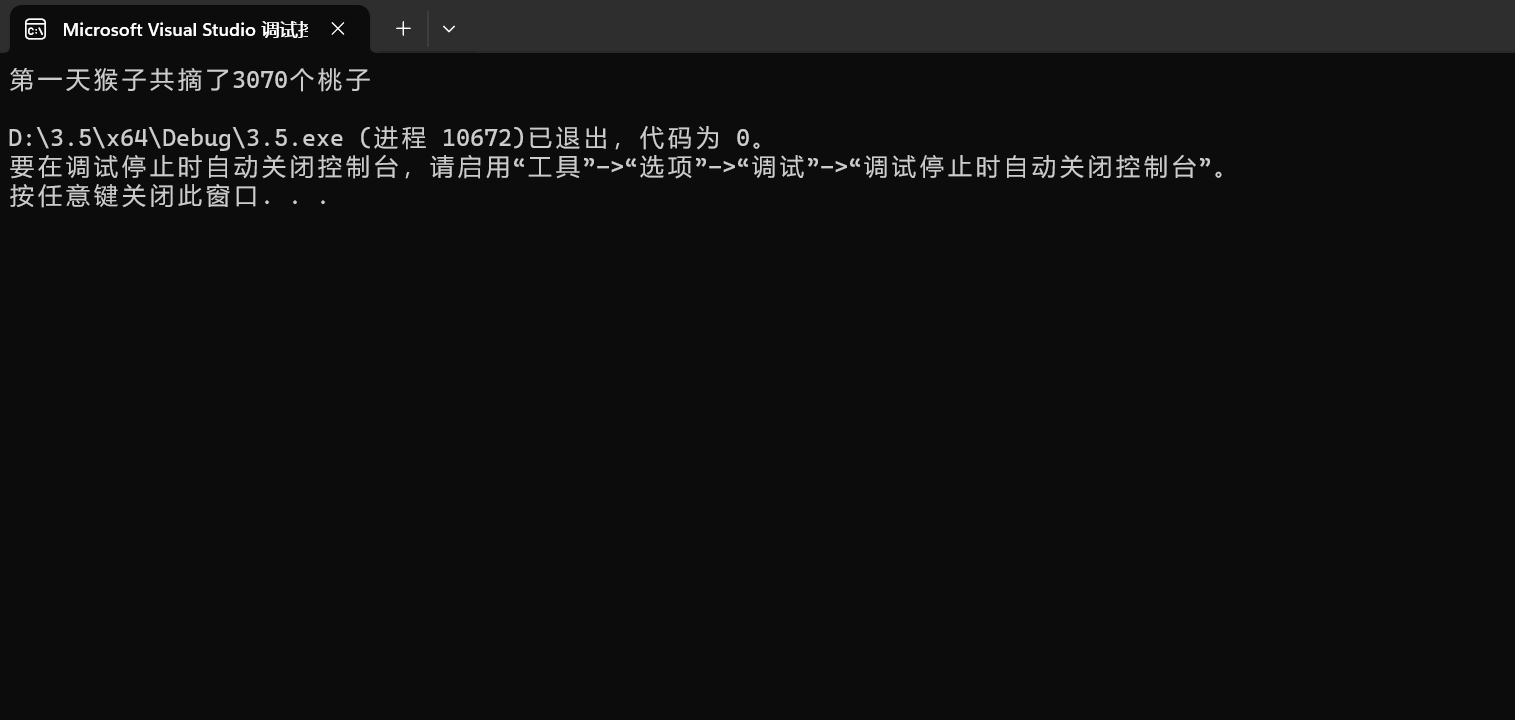 Microsoft Visual Studio 调试
第一天猴子共摘了3070个桃子
D:\3.5\x64\Debug\3.5.exe (进程 10672)已退出，代码为 0。
要在调试停止时自动关闭控制台，请启用“工具”->“选项”->“调试”->“调试停止时自动关闭控制台”。
按任意键关闭此窗口. . .